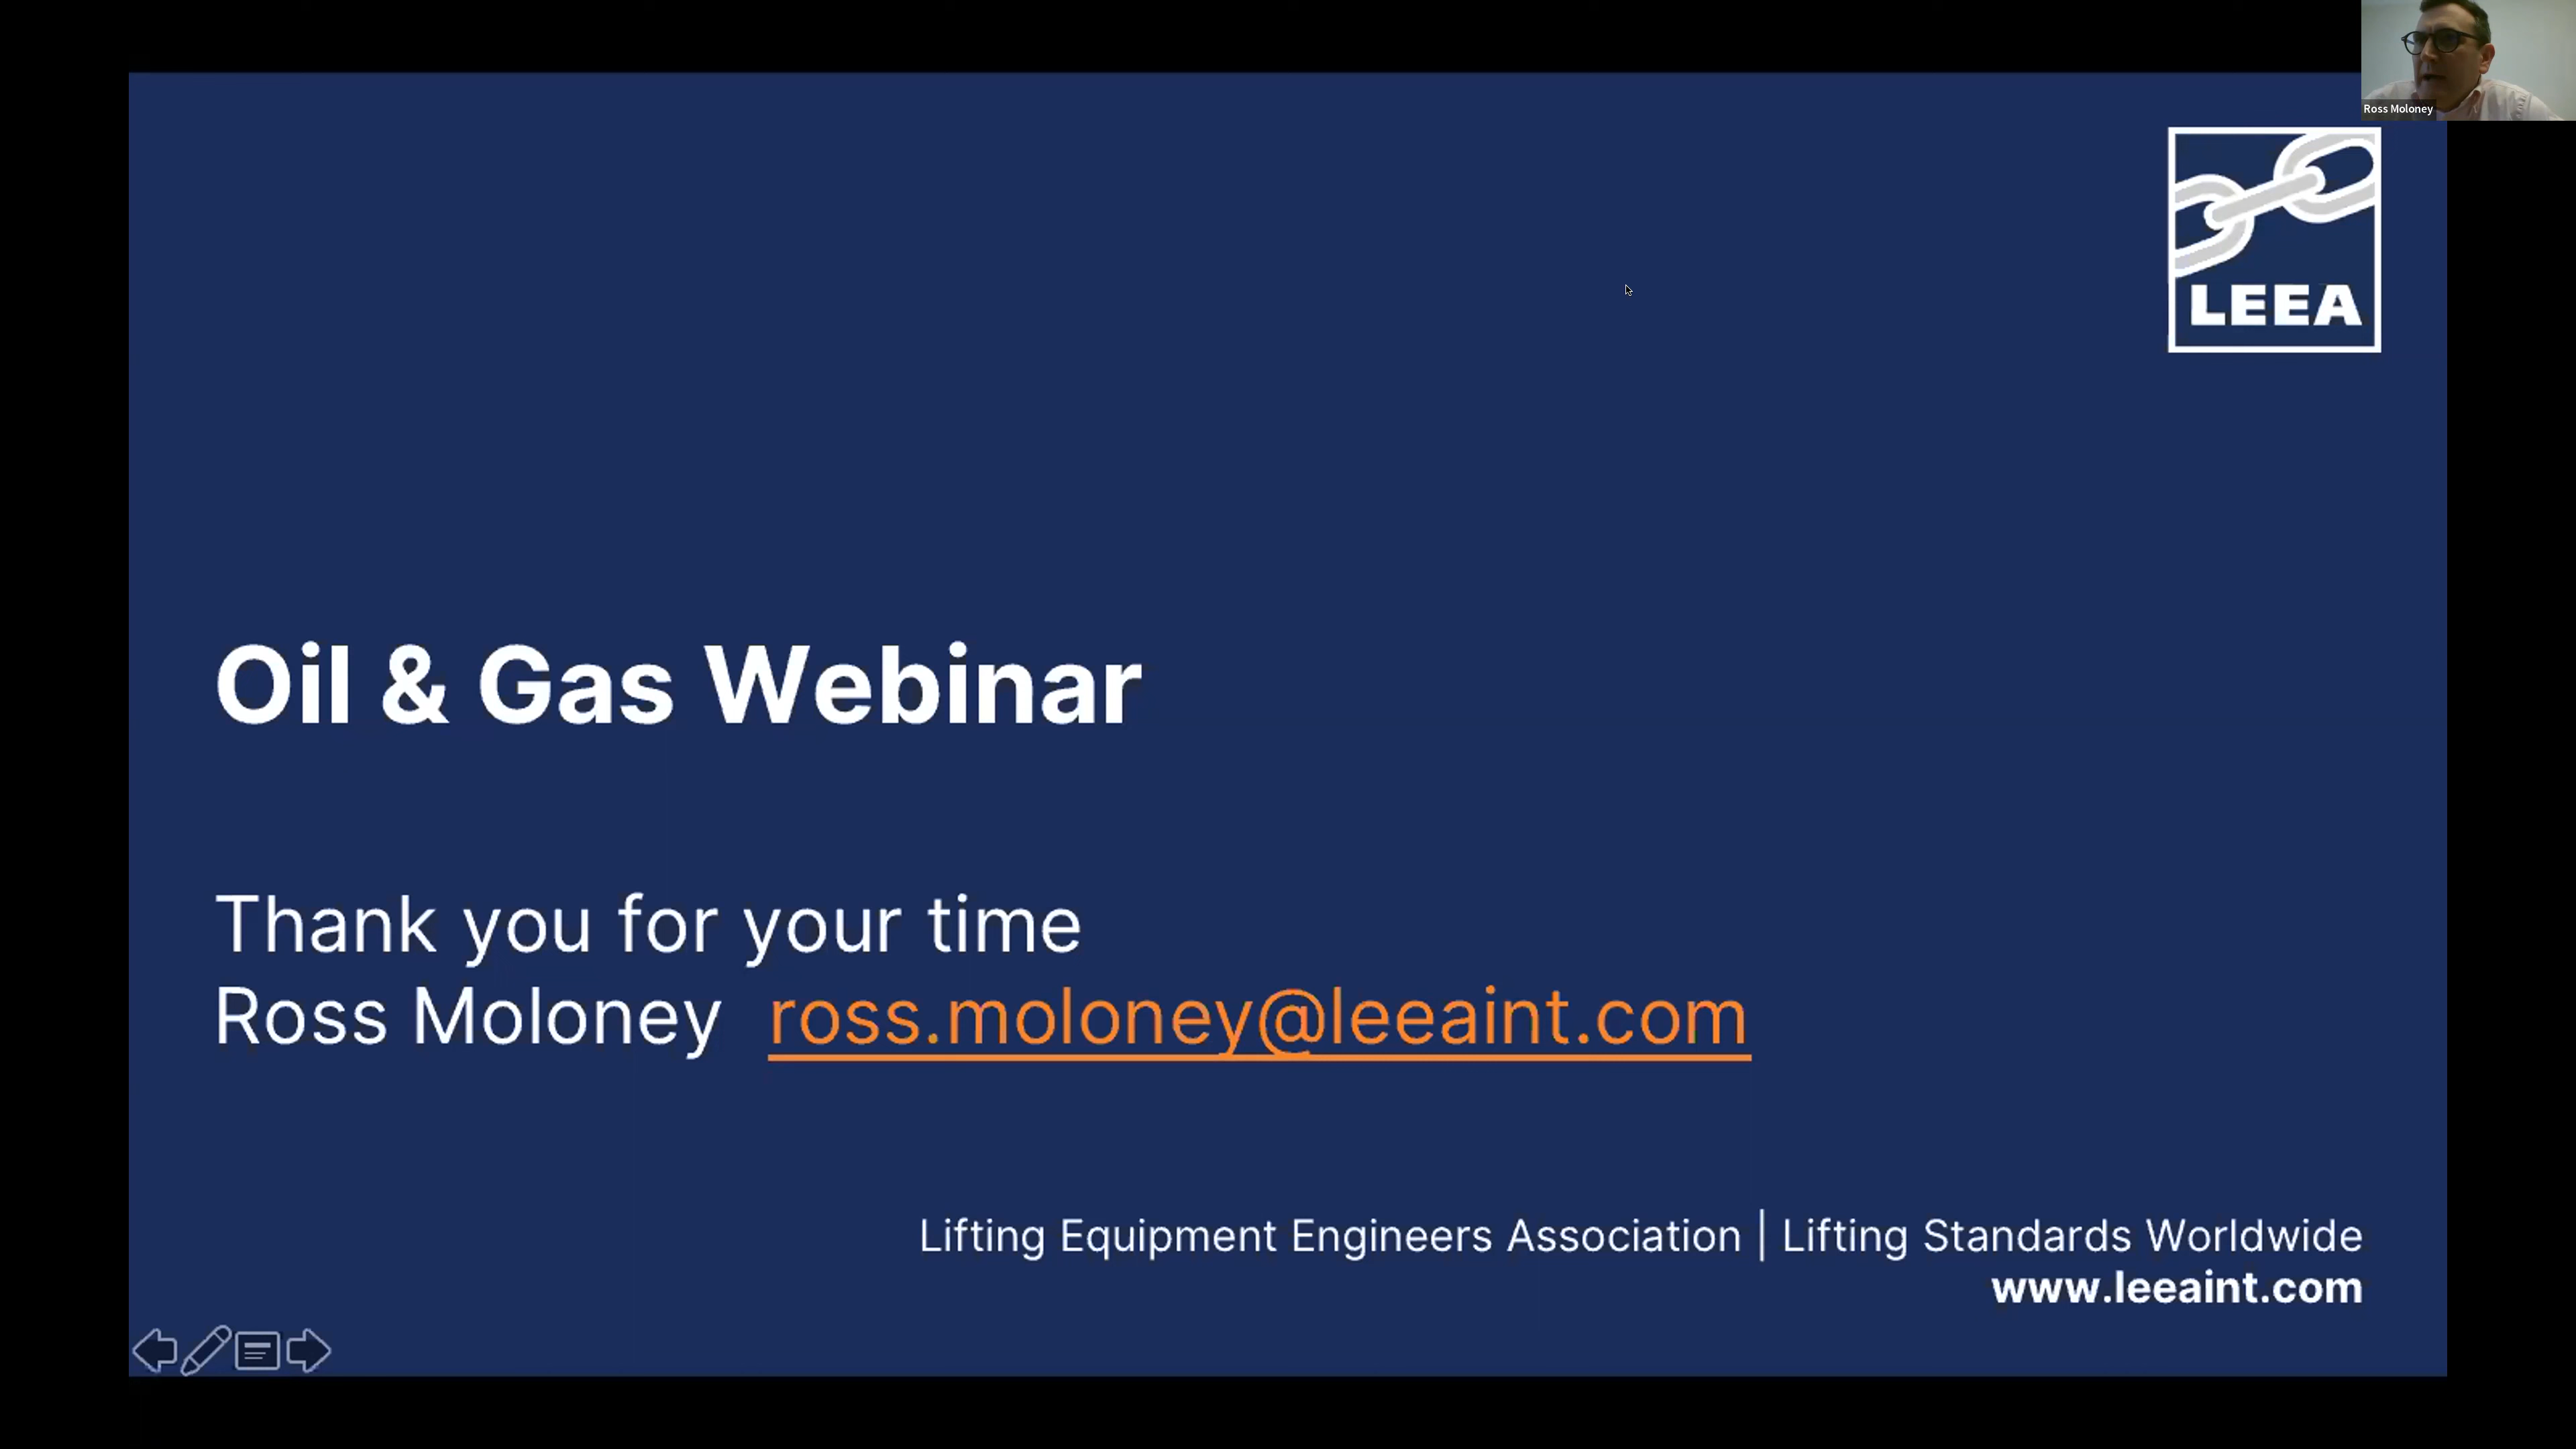 Ross Moloney
LEEA
Oil & Gas Webinar
Thank you for your time
Ross Moloney ross.moloney@leeaint.com
Lifting Equipment Engineers Association | Lifting Standards Worldwide
www.leeaint.com